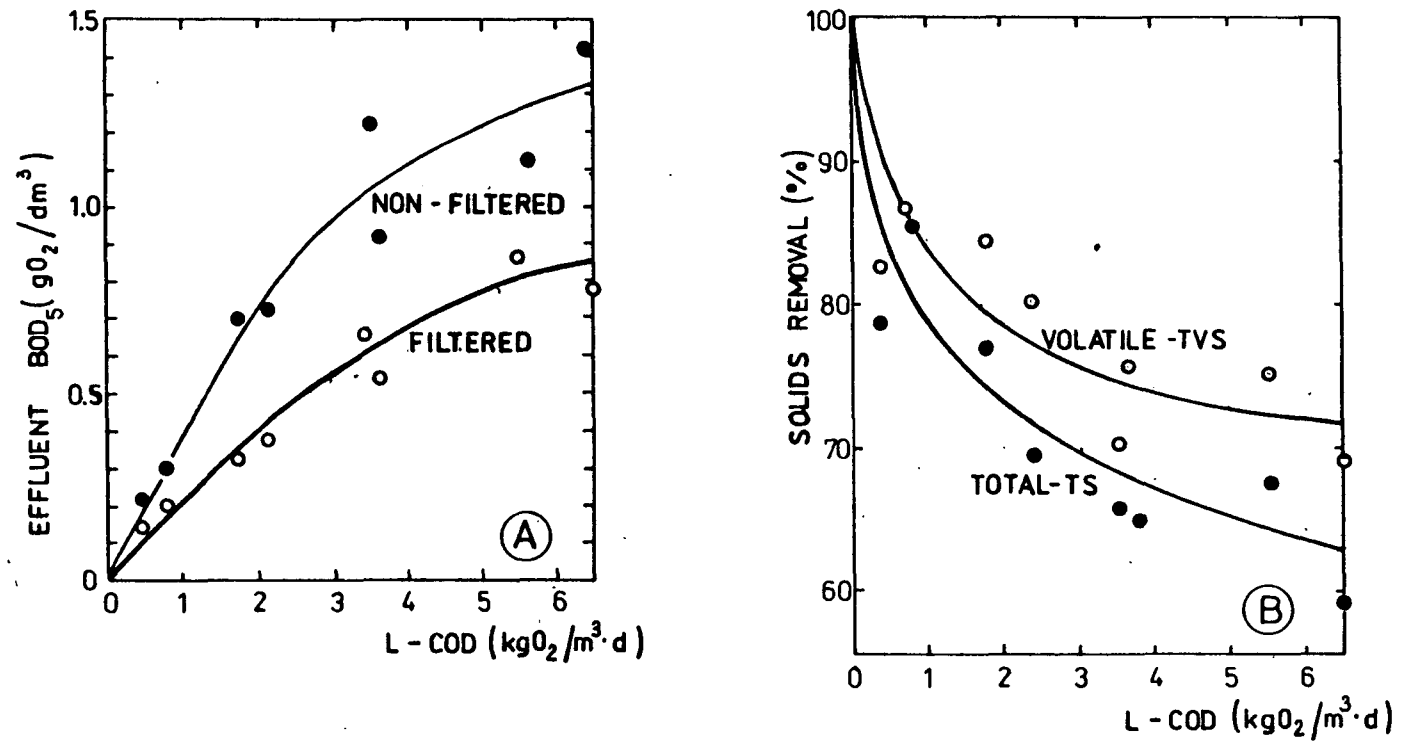 1.5
1.0
0.5
0
EFFLUENT BOD5 (gO2/dm3)
NON - FILTERED
FILTERED
A
0 1 2 3 4 5 6
L - COD (kgO2/m3·d)
100
90
80
70
60
SOLIDS REMOVAL (%)
VOLATILE - TVS
TOTAL-TS
B
0 1 2 3 4 5 6
L - COD (kgO2/m3·d)